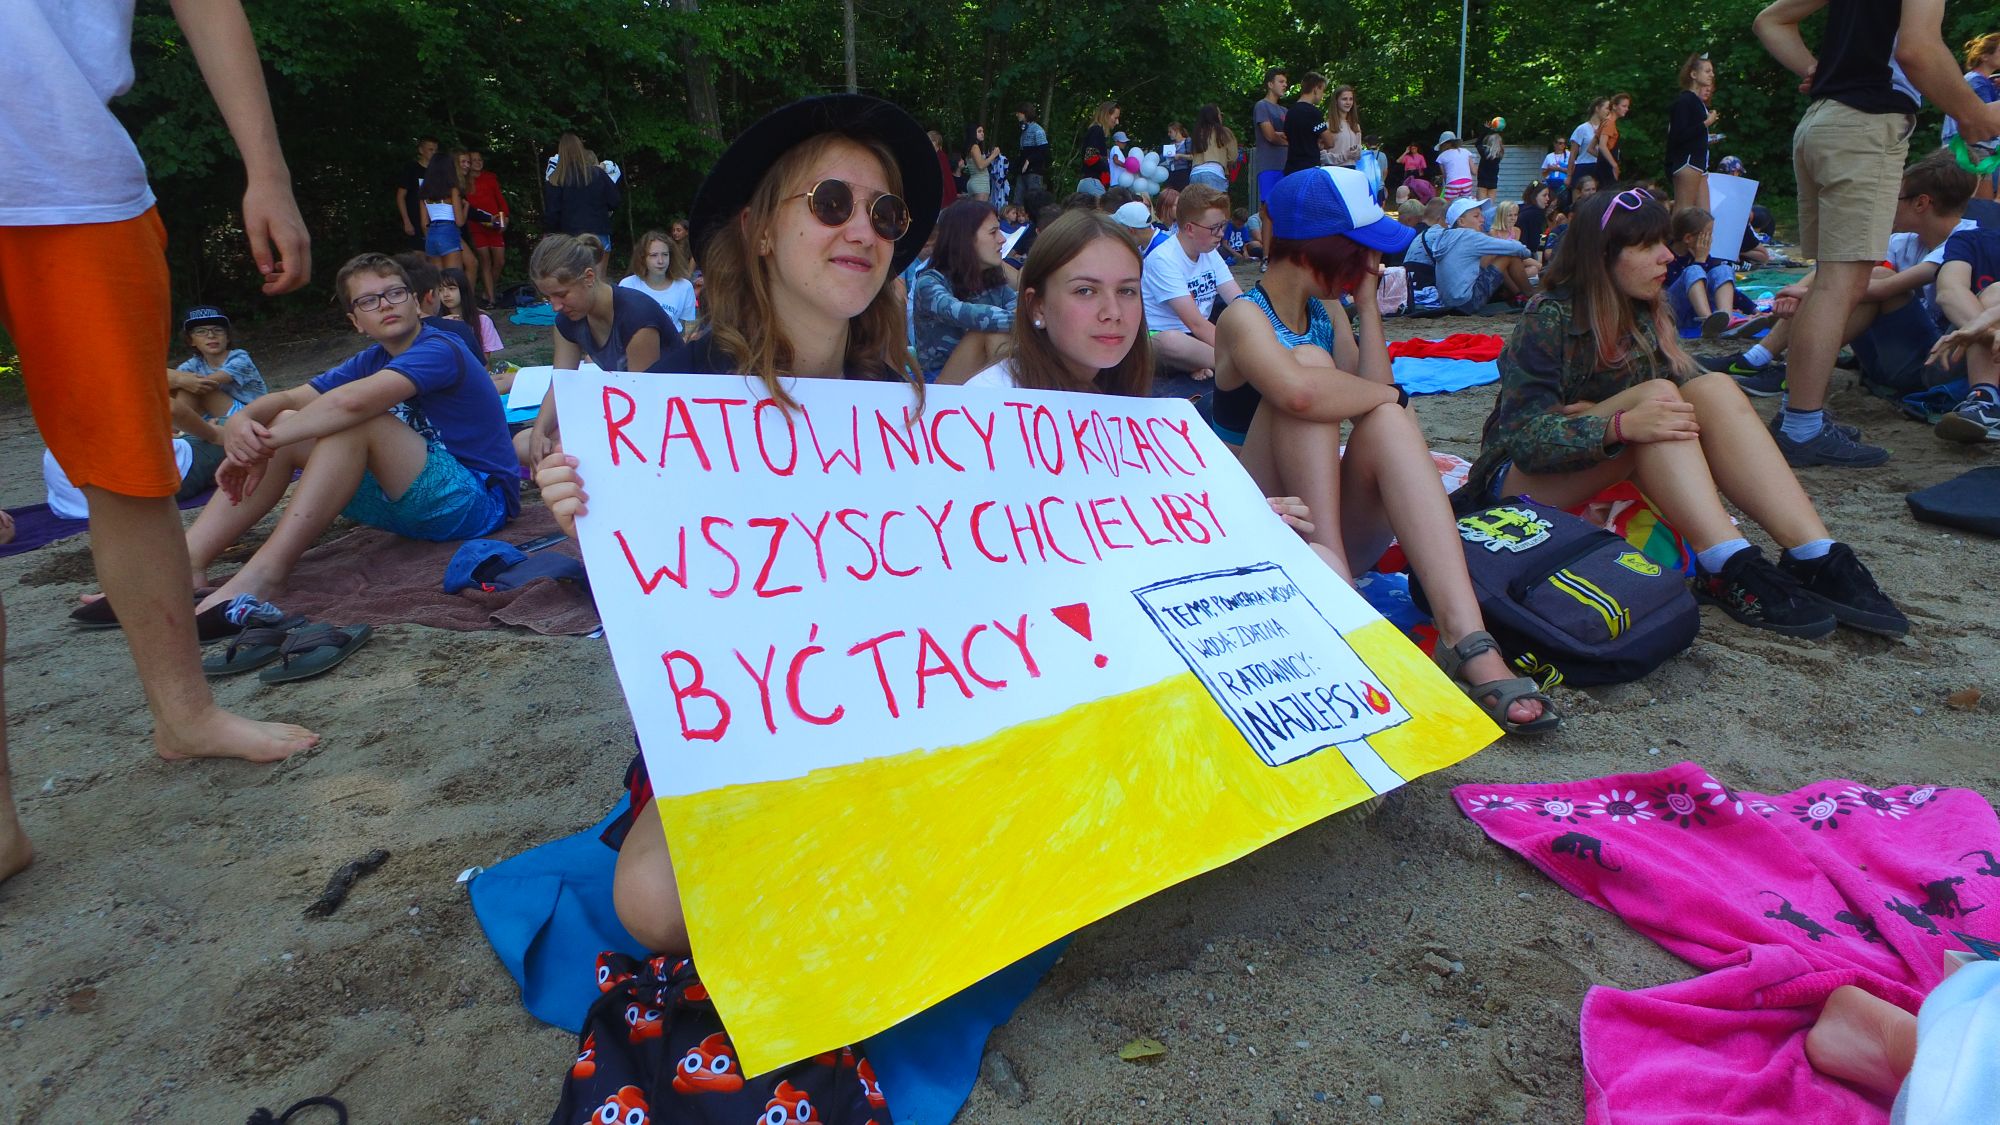 RATOWNICY TO KOZACY
WSZYSCY CHCIELIBY
BYĆ TACY!
TEMP. POWIETRZA: WYSOKA
WODA: ZDATNA
RATOWNICY:
NAJLEPSI